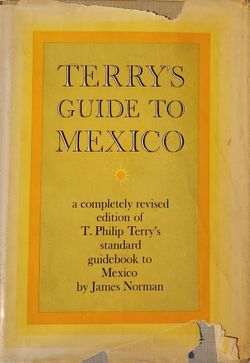 TERRY'S
GUIDE TO
MEXICO
a completely revised
edition of
T. Philip Terry's
standard
guidebook to
Mexico
by James Norman